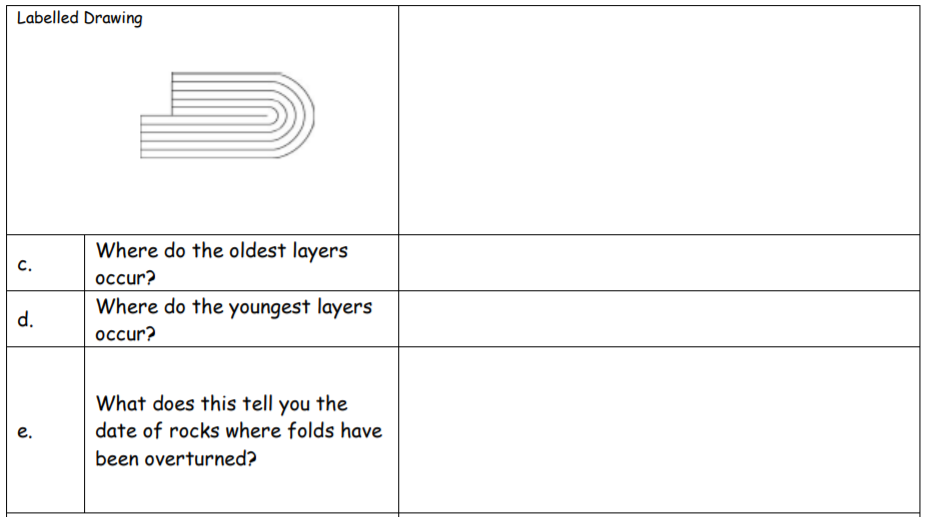 Labelled Drawing
c.
Where do the oldest layers
occur?
d.
Where do the youngest layers
occur?
e.
What does this tell you the
date of rocks where folds have
been overturned?